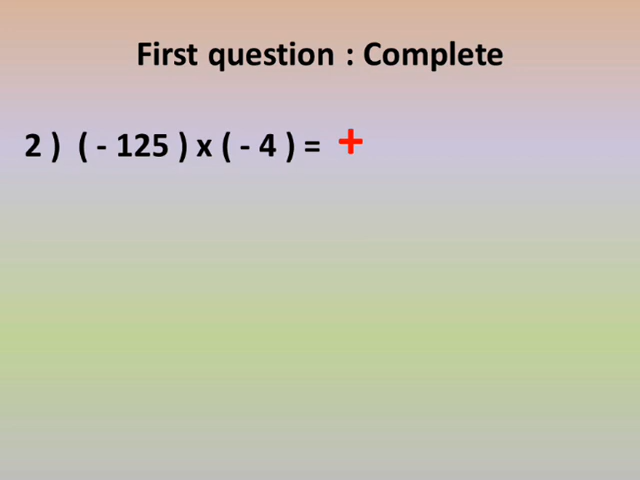 First question : Complete
2 ) ( - 125 ) x ( - 4 ) = +